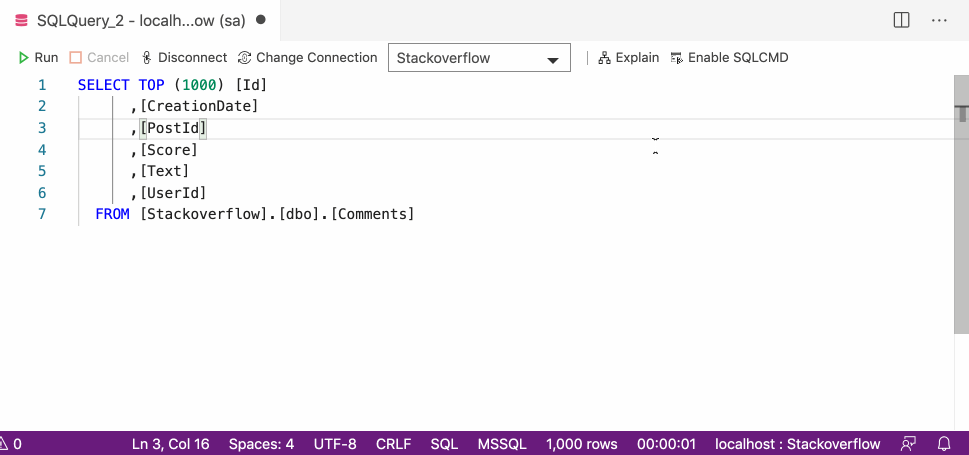 SQLQuery_2 - localh...ow (sa)
Run Cancel Disconnect Change Connection Stackoverflow Explain Enable SQLCMD
1 SELECT TOP (1000) [Id]
2 ,[CreationDate]
3 ,[PostId]
4 ,[Score]
5 ,[Text]
6 ,[UserId]
7 FROM [Stackoverflow].[dbo].[Comments]
0 Ln 3, Col 16 Spaces: 4 UTF-8 CRLF SQL MSSQL 1,000 rows 00:00:01 localhost : Stackoverflow